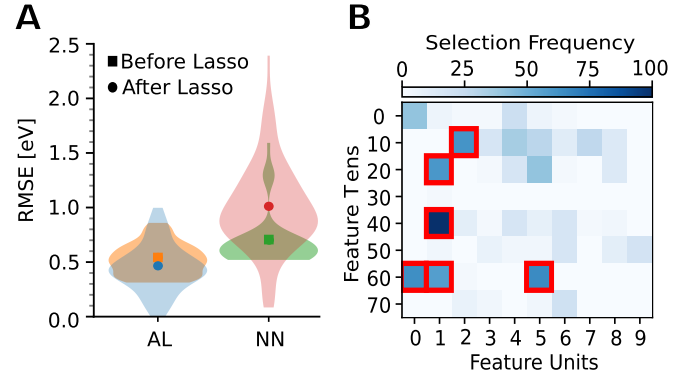 A
RMSE [eV]
2.5
2.0
1.5
1.0
0.5
0.0
Before Lasso
After Lasso
AL NN
B
Selection Frequency
0 25 50 75 100
Feature Tens
0
10
20
30
40
50
60
70
0 1 2 3 4 5 6 7 8 9
Feature Units